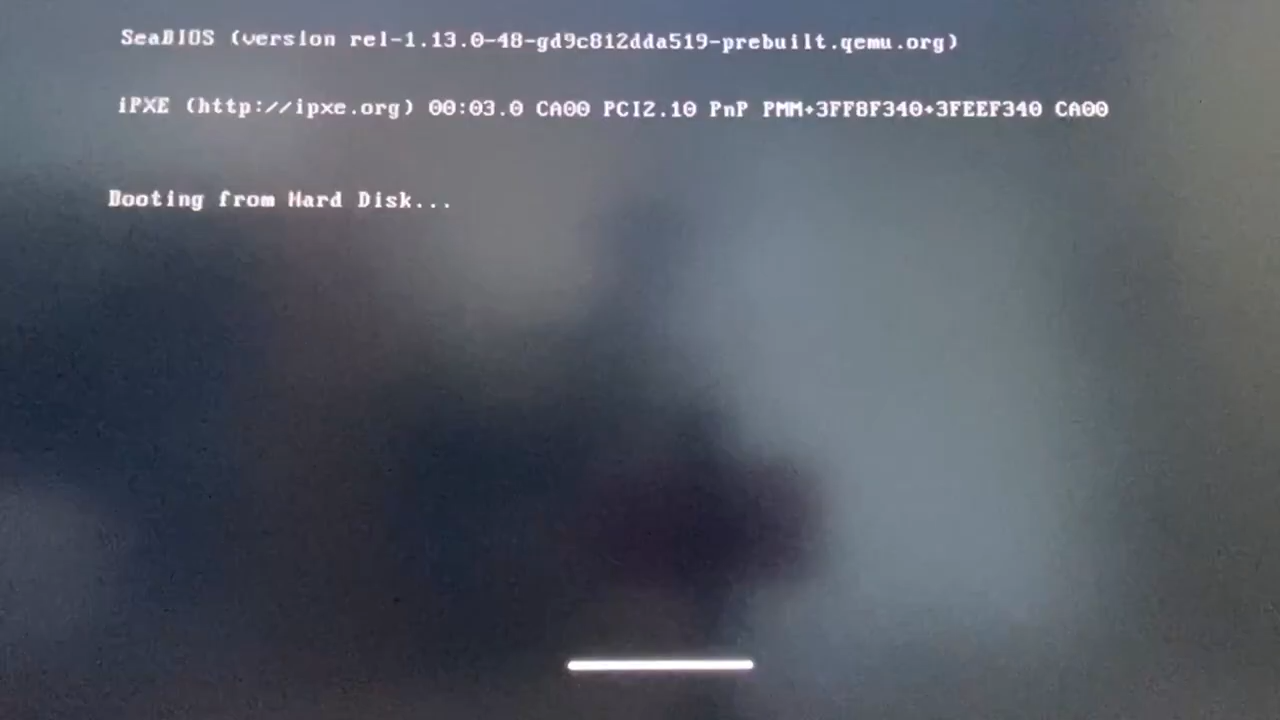 SeaBIOS (version rel-1.13.0-48-gd9c812dda519-prebuilt.qemu.org)
iPXE (http://ipxe.org) 00:03.0 CA00 PCI2.10 PnP PMM+3FF8F340+3FEEF340 CA00
Booting from Hard Disk...